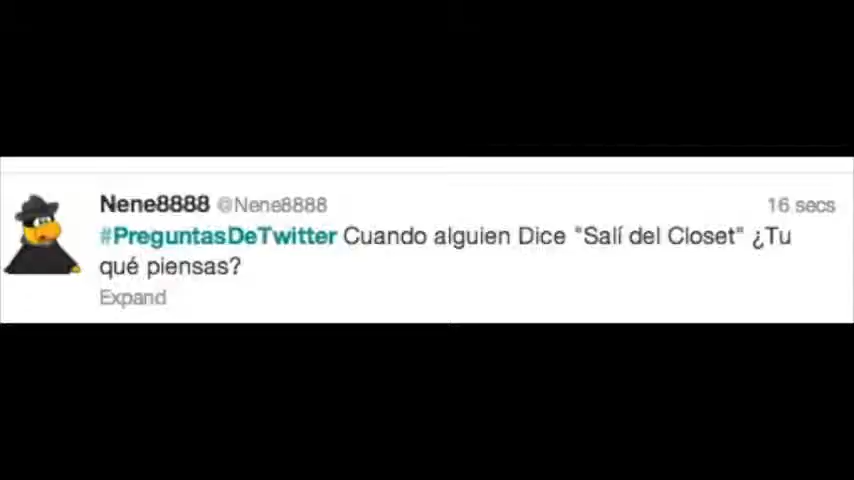 Nene8888 @Nene8888 16 secs
#PreguntasDeTwitter Cuando alguien Dice "Salí del Closet" ¿Tu
qué piensas?
Expand